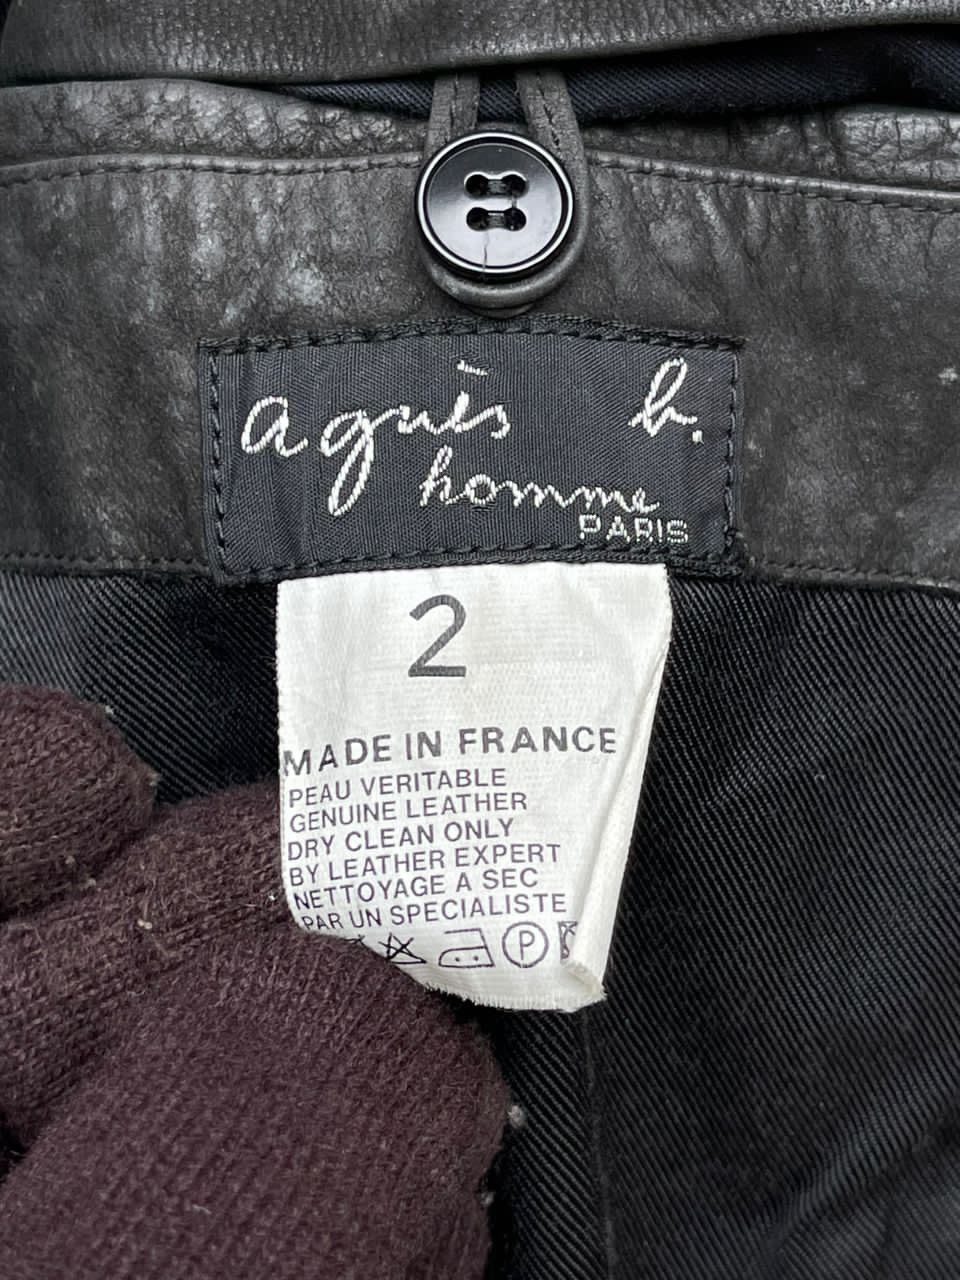 agnès b.
homme
PARIS
2
MADE IN FRANCE
PEAU VERITABLE
GENUINE LEATHER
DRY CLEAN ONLY
BY LEATHER EXPERT
NETTOYAGE A SEC
PAR UN SPECIALISTE
P